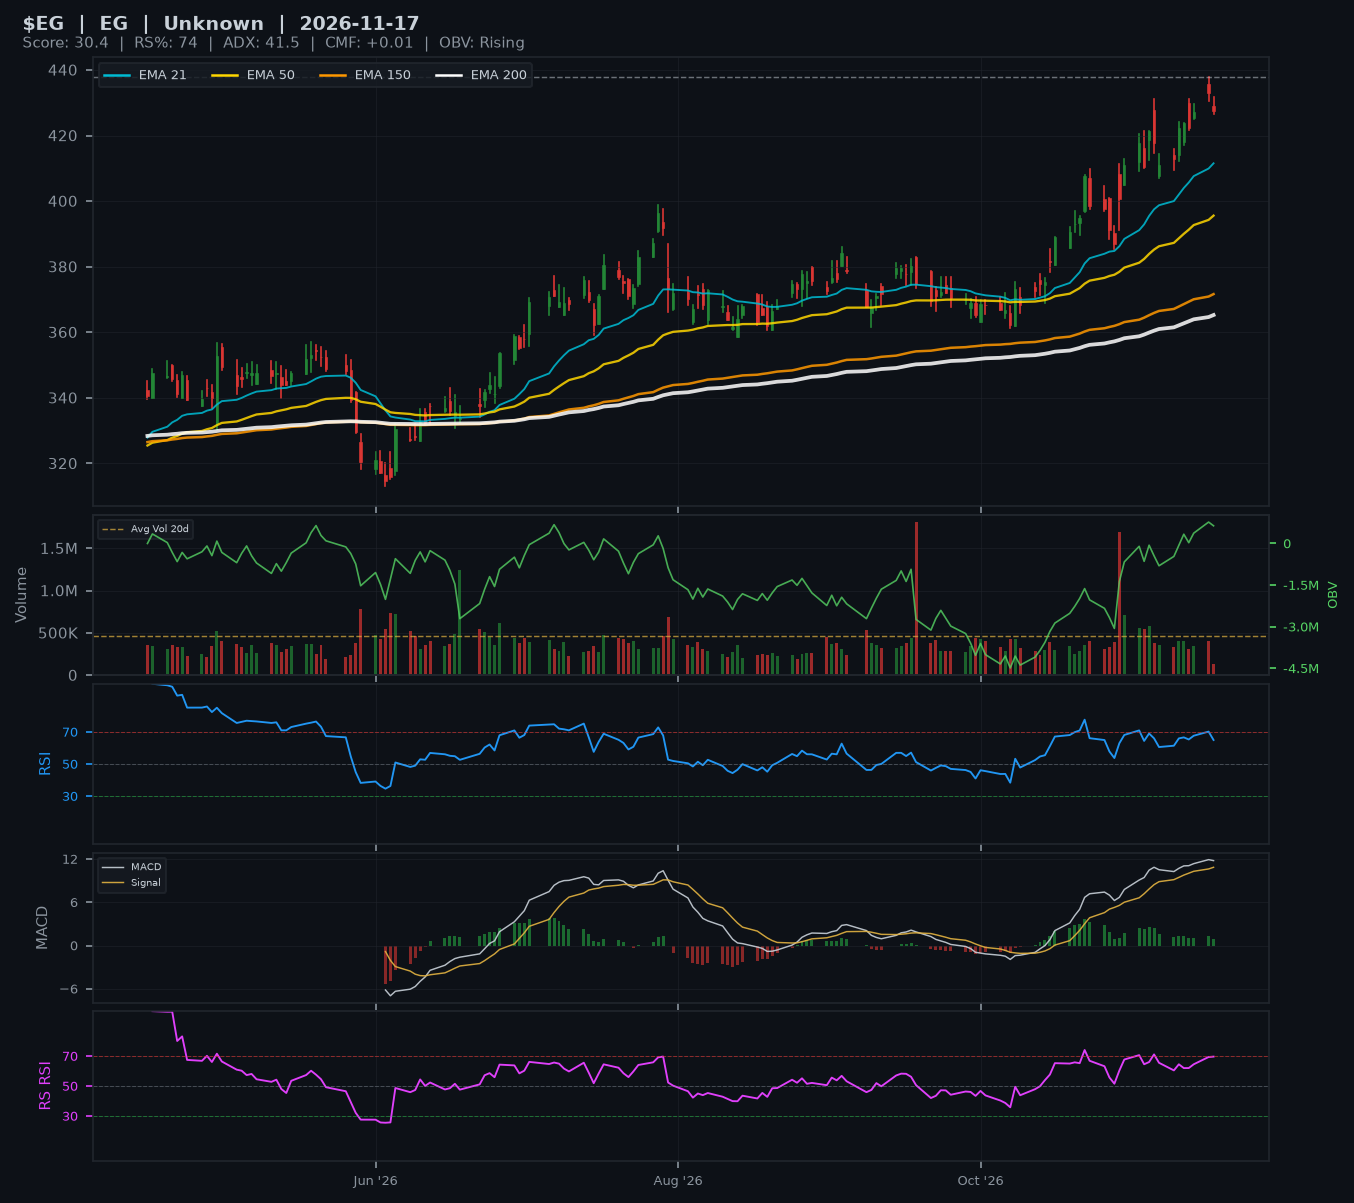 $EG | EG | Unknown | 2026-11-17
Score: 30.4 | RS%: 74 | ADX: 41.5 | CMF: +0.01 | OBV: Rising
EMA 21 EMA 50 EMA 150 EMA 200
440
420
400
380
360
340
320
Avg Vol 20d
Volume
1.5M
1.0M
500K
0
0
-1.5M
-3.0M
-4.5M
OBV
RSI
70
50
30
MACD
Signal
MACD
12
6
0
−6
RS RSI
70
50
30
Jun '26 Aug '26 Oct '26